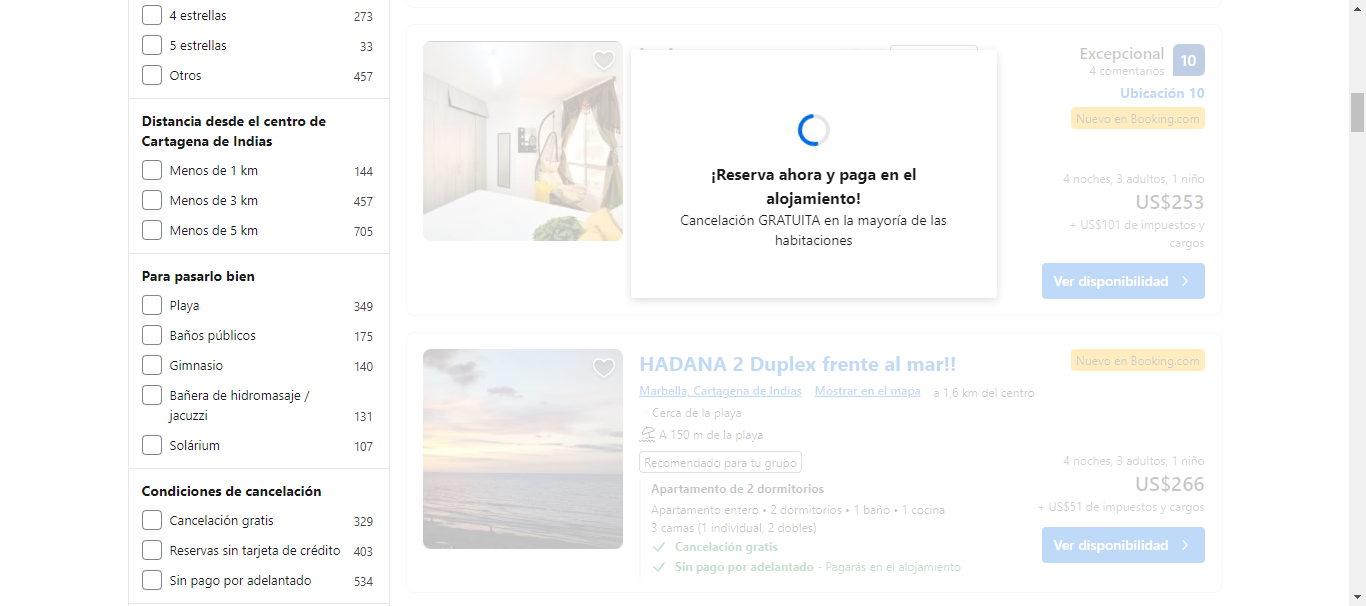 4 estrellas 273
5 estrellas 33
Otros 457
Distancia desde el centro de
Cartagena de Indias
Menos de 1 km 144
Menos de 3 km 457
Menos de 5 km 705
Para pasarlo bien
Playa 349
Baños públicos 175
Gimnasio 140
Bañera de hidromasaje /
jacuzzi 131
Solárium 107
Condiciones de cancelación
Cancelación gratis 329
Reservas sin tarjeta de crédito 403
Sin pago por adelantado 534
¡Reserva ahora y paga en el
alojamiento!
Cancelación GRATUITA en la mayoría de las
habitaciones
Excepcional 10
4 comentarios
Ubicación 10
Nuevo en Booking.com
4 noches, 3 adultos, 1 niño
US$253
+ US$101 de impuestos y
cargos
Ver disponibilidad
HADANA 2 Duplex frente al mar!!
Marbella, Cartagena de Indias Mostrar en el mapa a 1,6 km del centro
Cerca de la playa
A 150 m de la playa
Recomendado para tu grupo
Apartamento de 2 dormitorios
Apartamento entero • 2 dormitorios • 1 baño • 1 cocina
3 camas (1 individual, 2 dobles)
Cancelación gratis
Sin pago por adelantado - Pagarás en el alojamiento
Nuevo en Booking.com
4 noches, 3 adultos, 1 niño
US$266
+ US$51 de impuestos y cargos
Ver disponibilidad